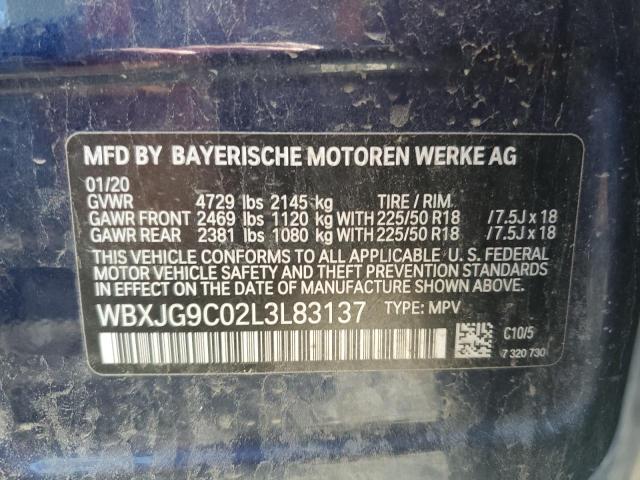 MFD BY BAYERISCHE MOTOREN WERKE AG
01/20
GVWR 4729 lbs 2145 kg TIRE / RIM
GAWR FRONT 2469 lbs 1120 kg WITH 225/50 R18 /7.5J x 18
GAWR REAR 2381 lbs 1080 kg WITH 225/50 R18 /7.5J x 18
THIS VEHICLE CONFORMS TO ALL APPLICABLE U. S. FEDERAL
MOTOR VEHICLE SAFETY AND THEFT PREVENTION STANDARDS
IN EFFECT ON THE DATE OF MANUFACTURE SHOWN ABOVE.
WBXJG9C02L3L83137 TYPE: MPV
C10/5
7 320 730